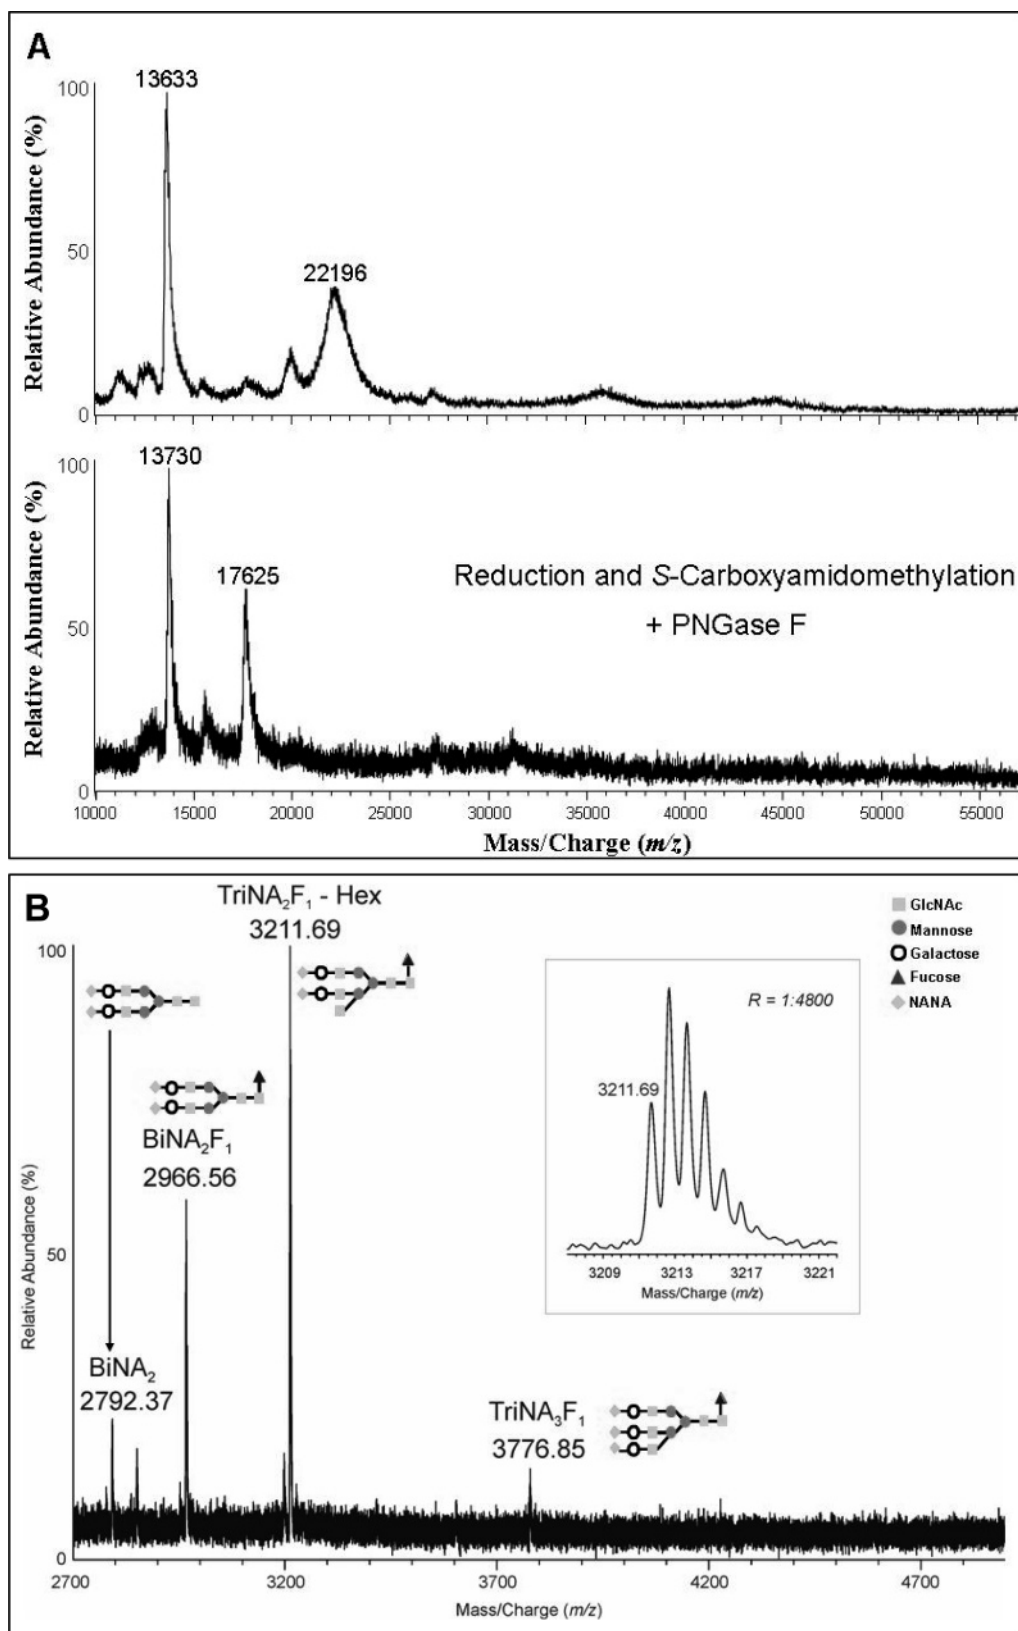 A
13633
100
22196
50
0
Relative Abundance (%)
13730
100
17625
Reduction and S-Carboxyamidomethylation
+ PNGase F
50
0
Relative Abundance (%)
10000 15000 20000 25000 30000 35000 40000 45000 50000 55000
Mass/Charge (m/z)
B
TriNA₂F₁ - Hex
3211.69
100
GlcNAc
Mannose
Galactose
Fucose
NANA
R = 1:4800
3211.69
3209 3213 3217 3221
Mass/Charge (m/z)
BiNA₂F₁
2966.56
50
Relative Abundance (%)
BiNA₂
2792.37
TriNA₃F₁
3776.85
0
2700 3200 3700 4200 4700
Mass/Charge (m/z)